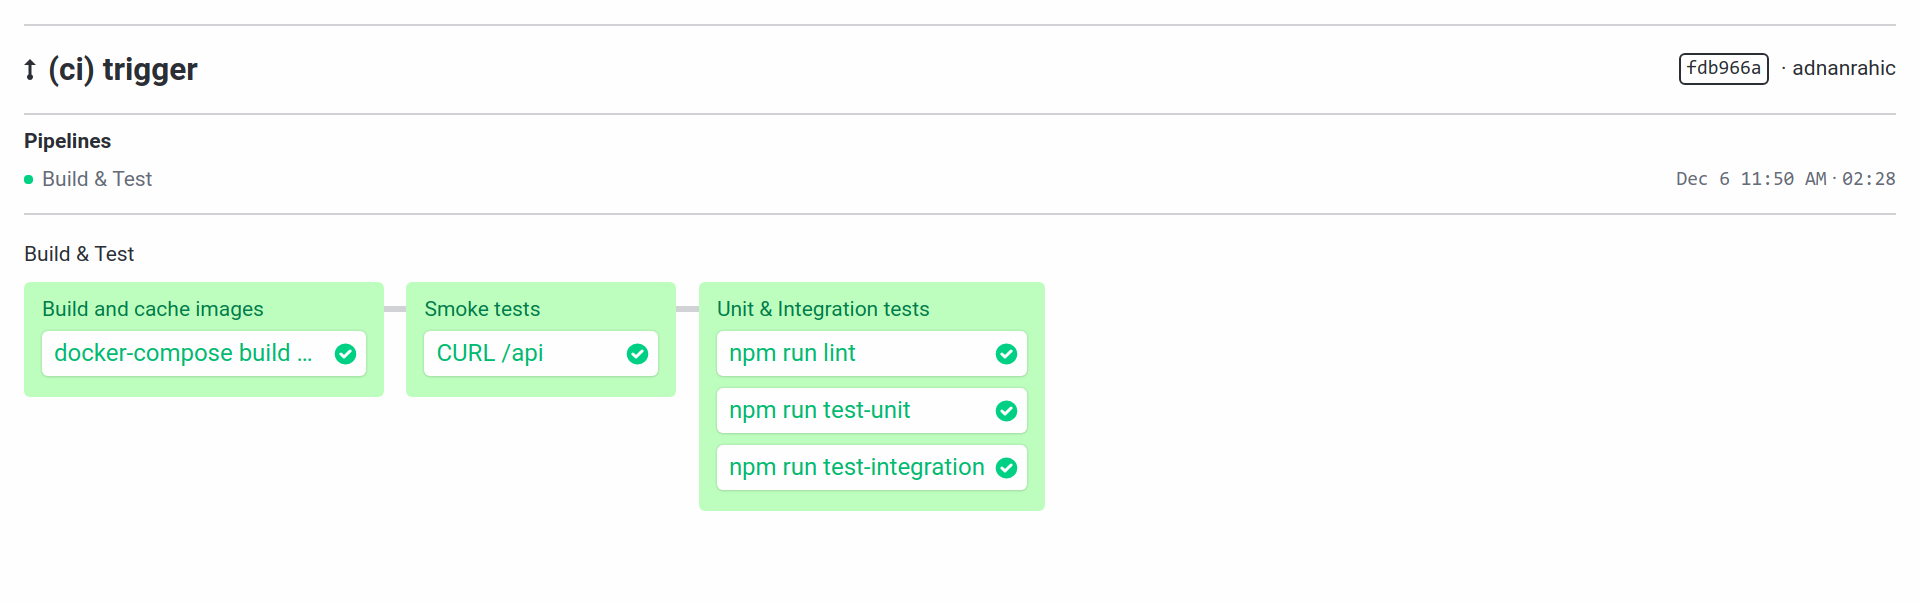 (ci) trigger
fdb966a · adnanrahic
Pipelines
Build & Test
Dec 6 11:50 AM · 02:28
Build & Test
Build and cache images
docker-compose build ...
Smoke tests
CURL /api
Unit & Integration tests
npm run lint
npm run test-unit
npm run test-integration